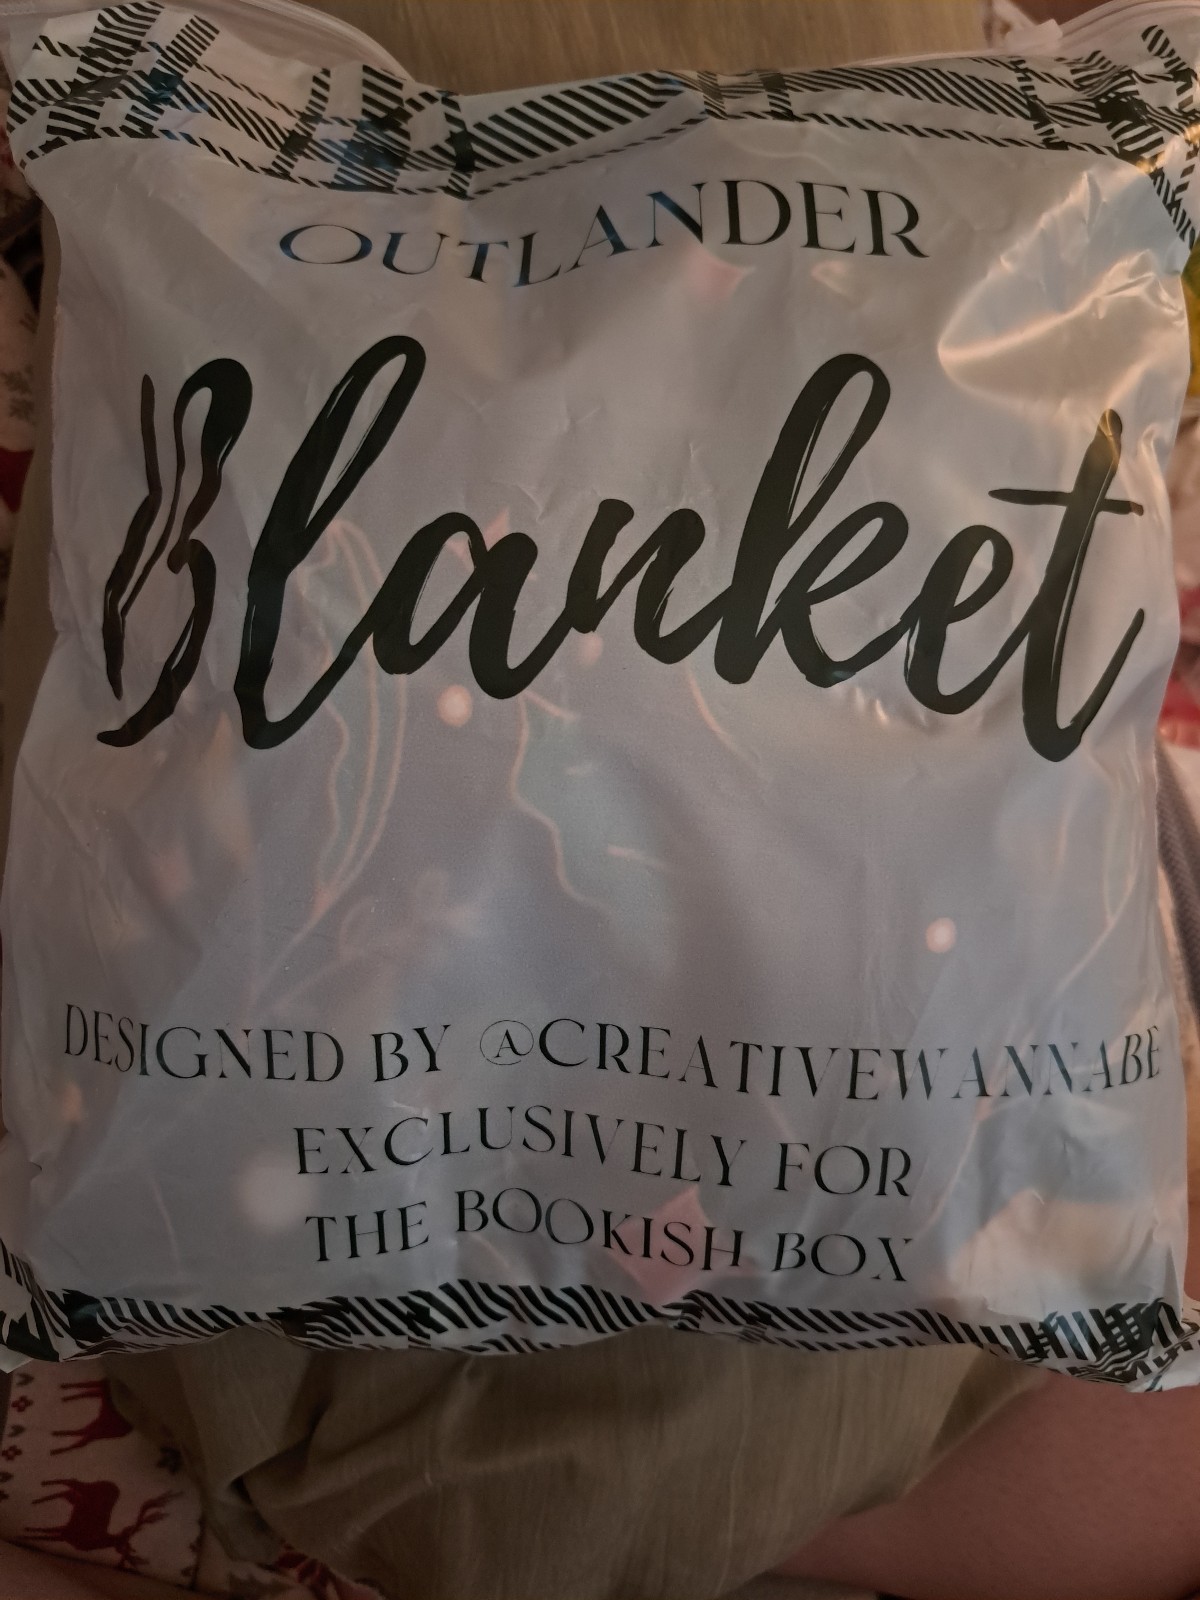 OUTLANDER
Blanket
DESIGNED BY @CREATIVEWANNABE
EXCLUSIVELY FOR
THE BOOKISH BOX